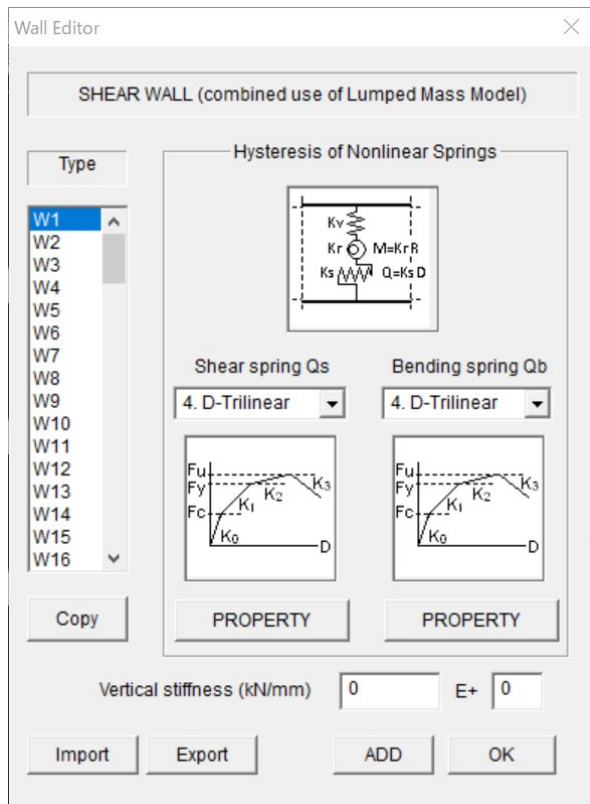 Wall Editor
SHEAR WALL (combined use of Lumped Mass Model)
Type
W1
W2
W3
W4
W5
W6
W7
W8
W9
W10
W11
W12
W13
W14
W15
W16
Copy
Hysteresis of Nonlinear Springs
Kv
Kr M=KrR
Ks Q=KsD
Shear spring Qs
4. D-Trilinear
Fu
Fy
Fc
K0
K1
K2
K3
D
PROPERTY
Bending spring Qb
4. D-Trilinear
Fu
Fy
Fc
K0
K1
K2
K3
D
PROPERTY
Vertical stiffness (kN/mm) 0 E+ 0
Import Export ADD OK